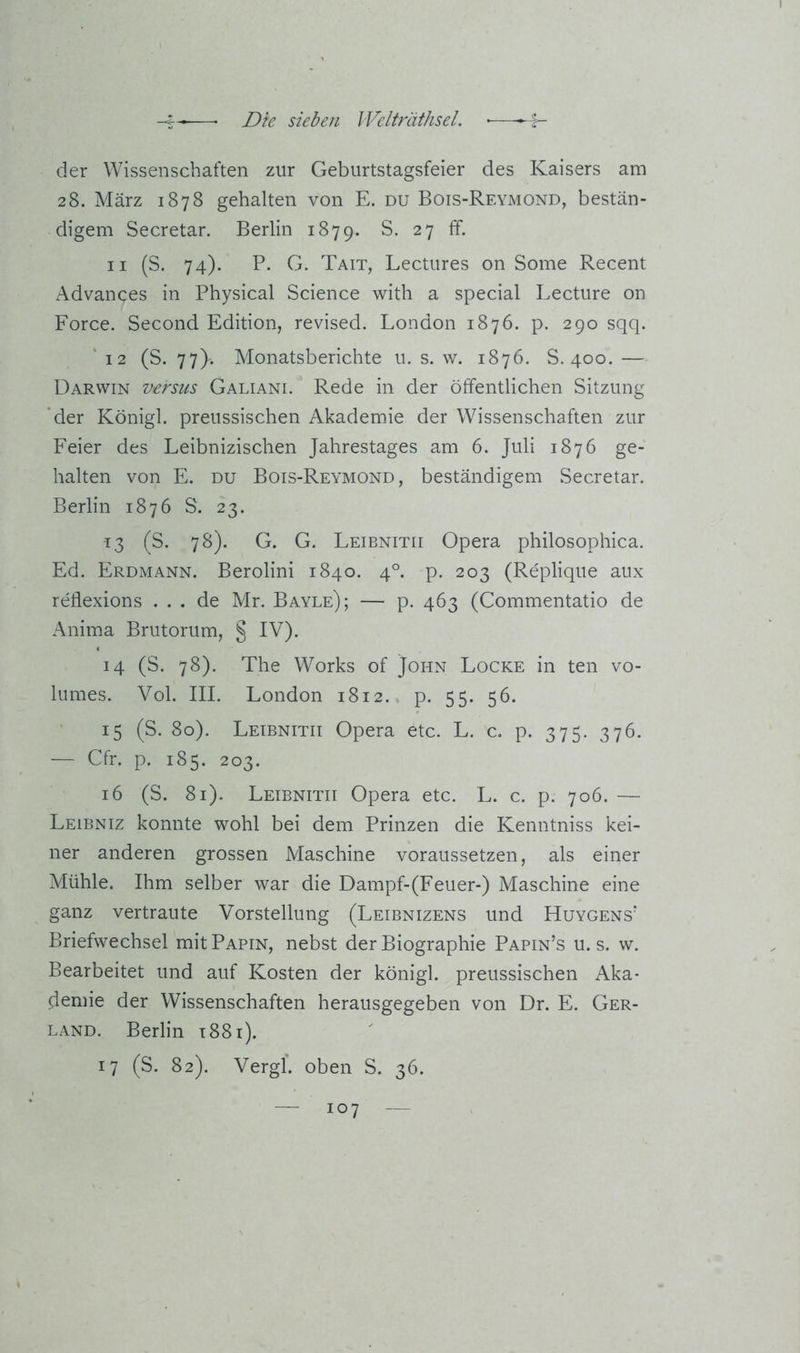 Die sieben Welträthsel.
der Wissenschaften zur Geburtstagsfeier des Kaisers am
28. März 1878 gehalten von E. DU BOIS-REYMOND, bestän-
digem Secretar. Berlin 1879. S. 27 ff.
11 (S. 74). P. G. TAIT, Lectures on Some Recent
Advances in Physical Science with a special Lecture on
Force. Second Edition, revised. London 1876. p. 290 sqq.
12 (S. 77). Monatsberichte u. s. w. 1876. S. 400. —
DARWIN versus GALIANI. Rede in der öffentlichen Sitzung
der Königl. preussischen Akademie der Wissenschaften zur
Feier des Leibnizischen Jahrestages am 6. Juli 1876 ge-
halten von E. DU BOIS-REYMOND, beständigem Secretar.
Berlin 1876 S. 23.
13 (S. 78). G. G. LEIBNITII Opera philosophica.
Ed. ERDMANN. Berolini 1840. 4°. p. 203 (Réplique aux
réflexions . . . de Mr. BAYLE); — p. 463 (Commentatio de
Anima Brutorum, § IV).
14 (S. 78). The Works of JOHN LOCKE in ten vo-
lumes. Vol. III. London 1812. p. 55. 56.
15 (S. 80). LEIBNITII Opera etc. L. c. p. 375. 376.
— Cfr. p. 185. 203.
16 (S. 81). LEIBNITII Opera etc. L. c. p. 706. —
LEIBNIZ konnte wohl bei dem Prinzen die Kenntniss kei-
ner anderen grossen Maschine voraussetzen, als einer
Mühle. Ihm selber war die Dampf-(Feuer-) Maschine eine
ganz vertraute Vorstellung (LEIBNIZENS und HUYGENS'
Briefwechsel mit PAPIN, nebst der Biographie PAPIN'S u. s. w.
Bearbeitet und auf Kosten der königl. preussischen Aka-
demie der Wissenschaften herausgegeben von Dr. E. GER-
LAND. Berlin 1881).
17 (S. 82). Vergl. oben S. 36.
— 107 —